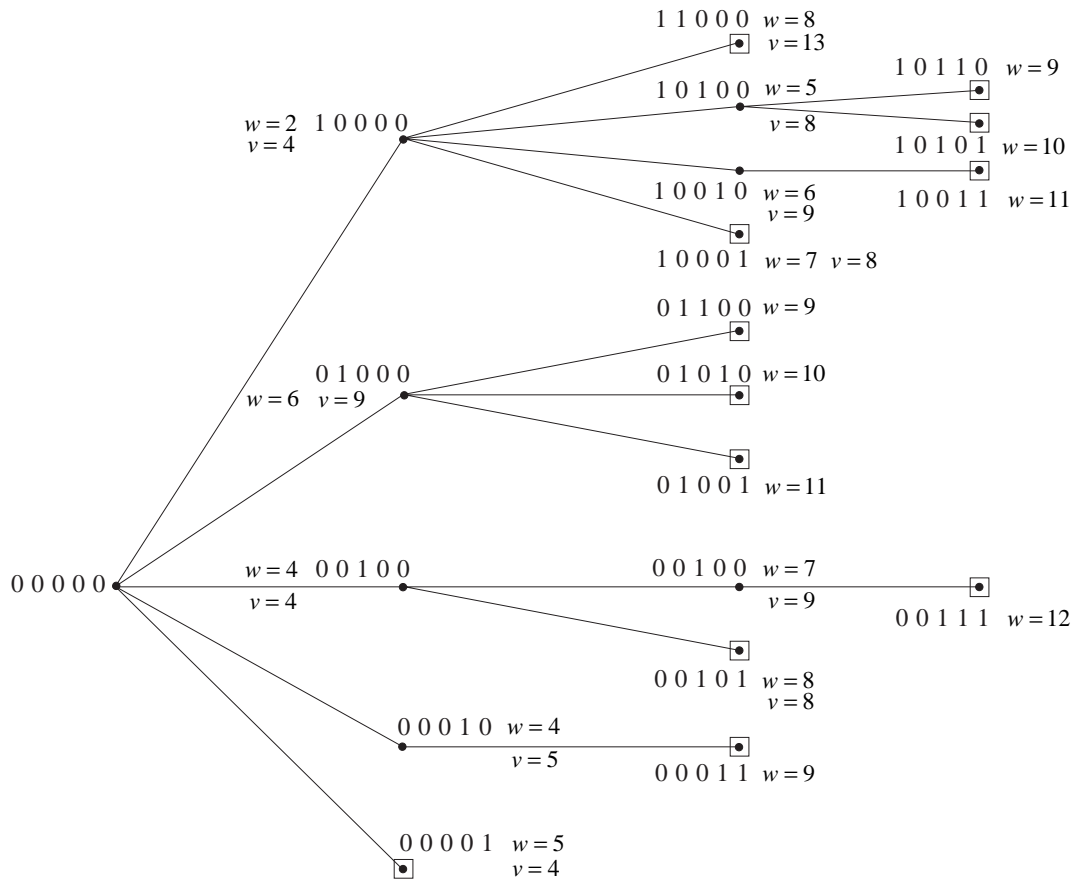 1 1 0 0 0 w = 8
v = 13
1 0 1 1 0 w = 9
1 0 1 0 0 w = 5
v = 8
w = 2 1 0 0 0 0
v = 4
1 0 1 0 1 w = 10
1 0 0 1 0 w = 6
v = 9
1 0 0 1 1 w = 11
1 0 0 0 1 w = 7 v = 8
0 1 1 0 0 w = 9
0 1 0 0 0
w = 6 v = 9
0 1 0 1 0 w = 10
0 1 0 0 1 w = 11
0 0 0 0 0
w = 4 0 0 1 0 0
v = 4
0 0 1 0 0 w = 7
v = 9
0 0 1 1 1 w = 12
0 0 1 0 1 w = 8
v = 8
0 0 0 1 0 w = 4
v = 5
0 0 0 1 1 w = 9
0 0 0 0 1 w = 5
v = 4